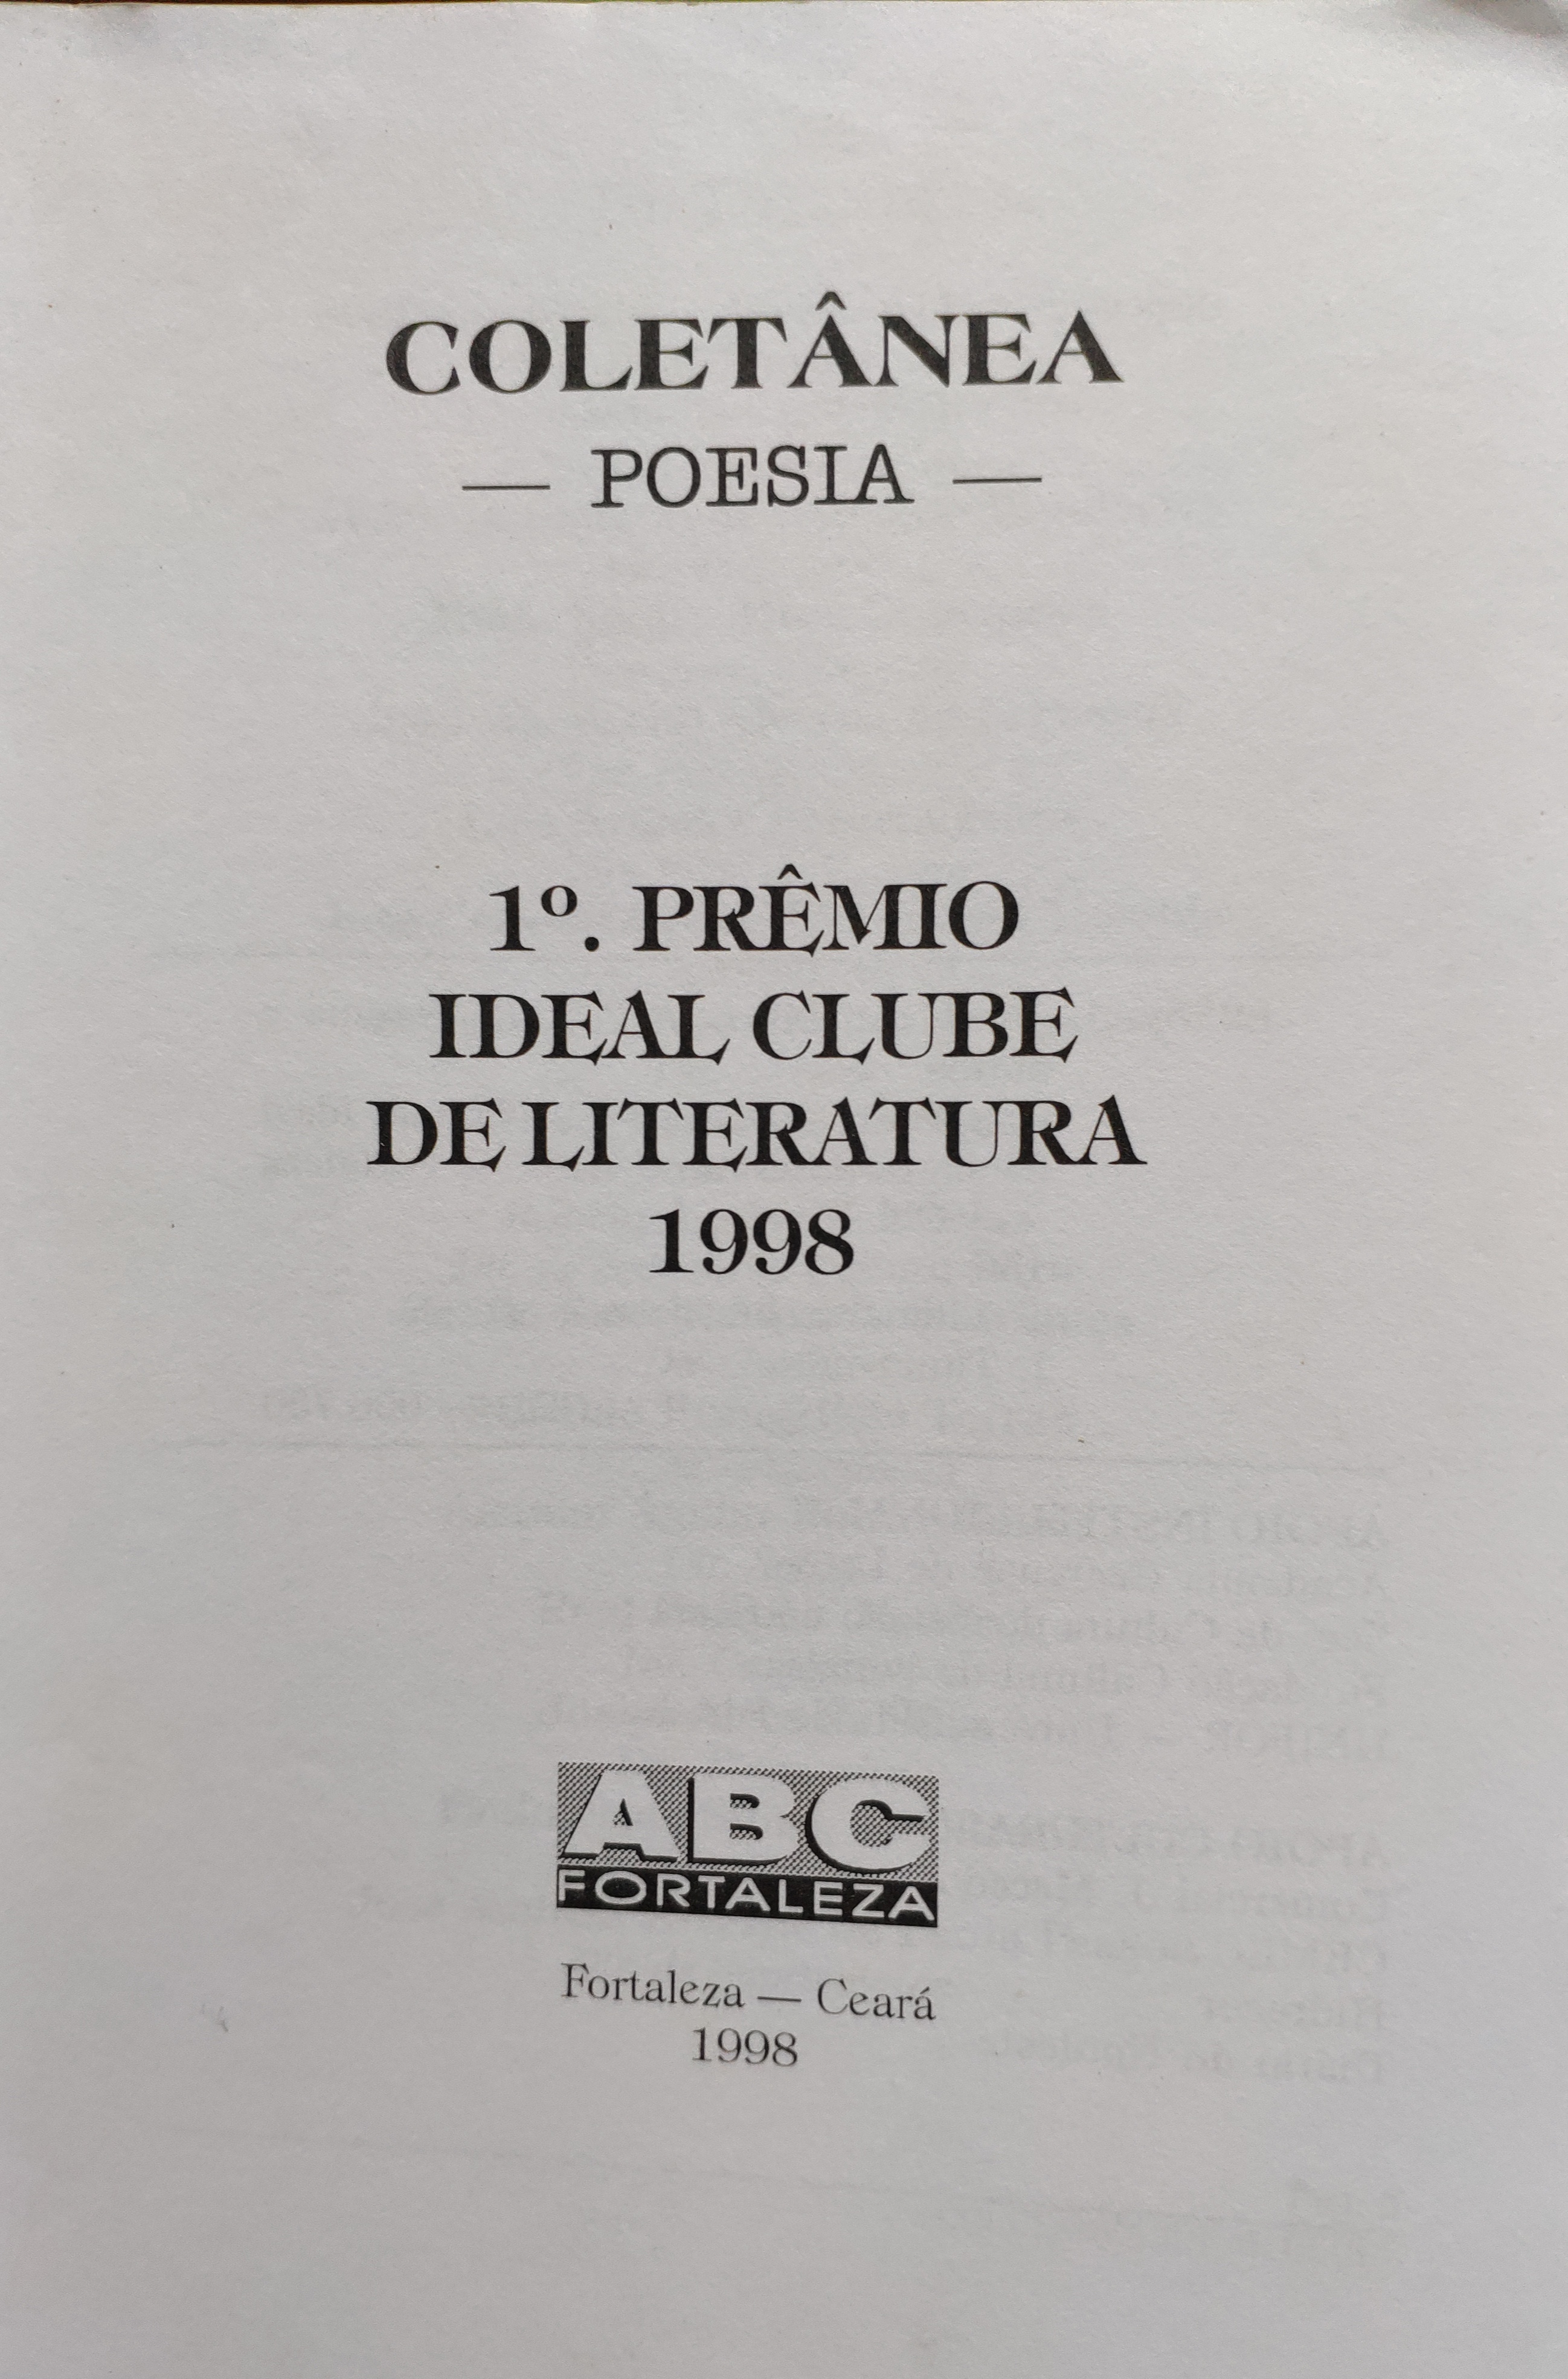 COLETÂNEA
— POESIA —
1º. PRÊMIO
IDEAL CLUBE
DE LITERATURA
1998
ABC
FORTALEZA
Fortaleza — Ceará
1998